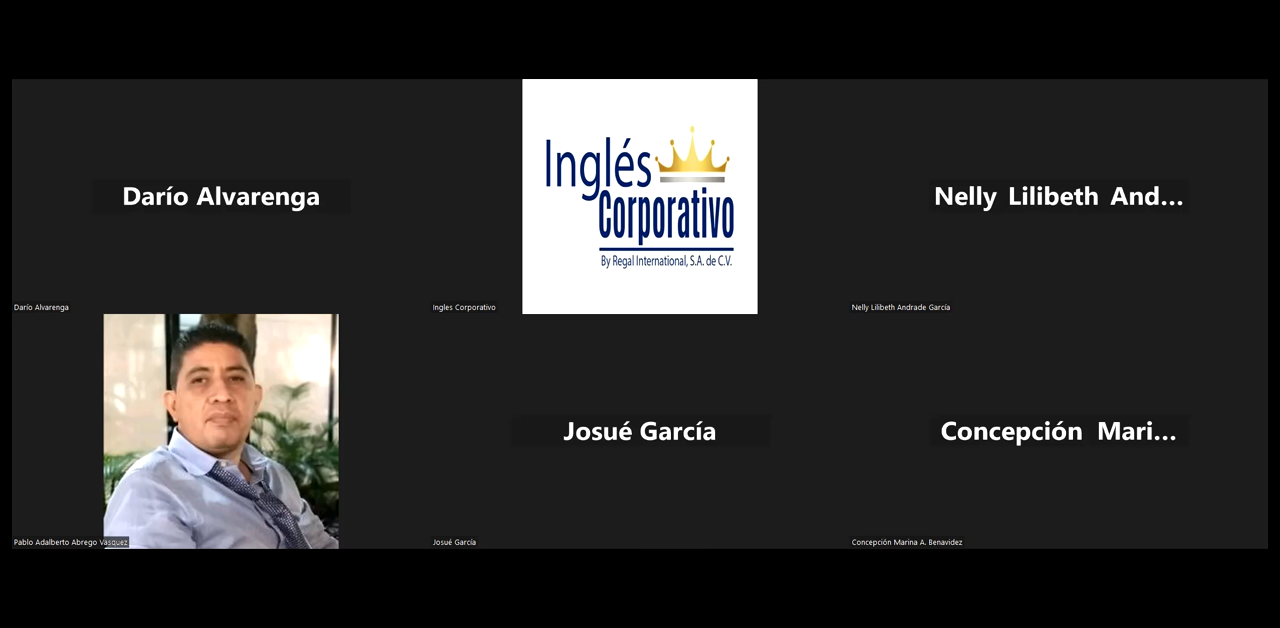 Darío Alvarenga
Inglés
Corporativo
By Regal International, S.A. de C.V.
Nelly Lilibeth And...
Darío Alvarenga
Ingles Corporativo
Nelly Lilibeth Andrade García
Josué García
Concepción Mari...
Pablo Adalberto Abrego Vasquez
Josué García
Concepción Marina A. Benavidez